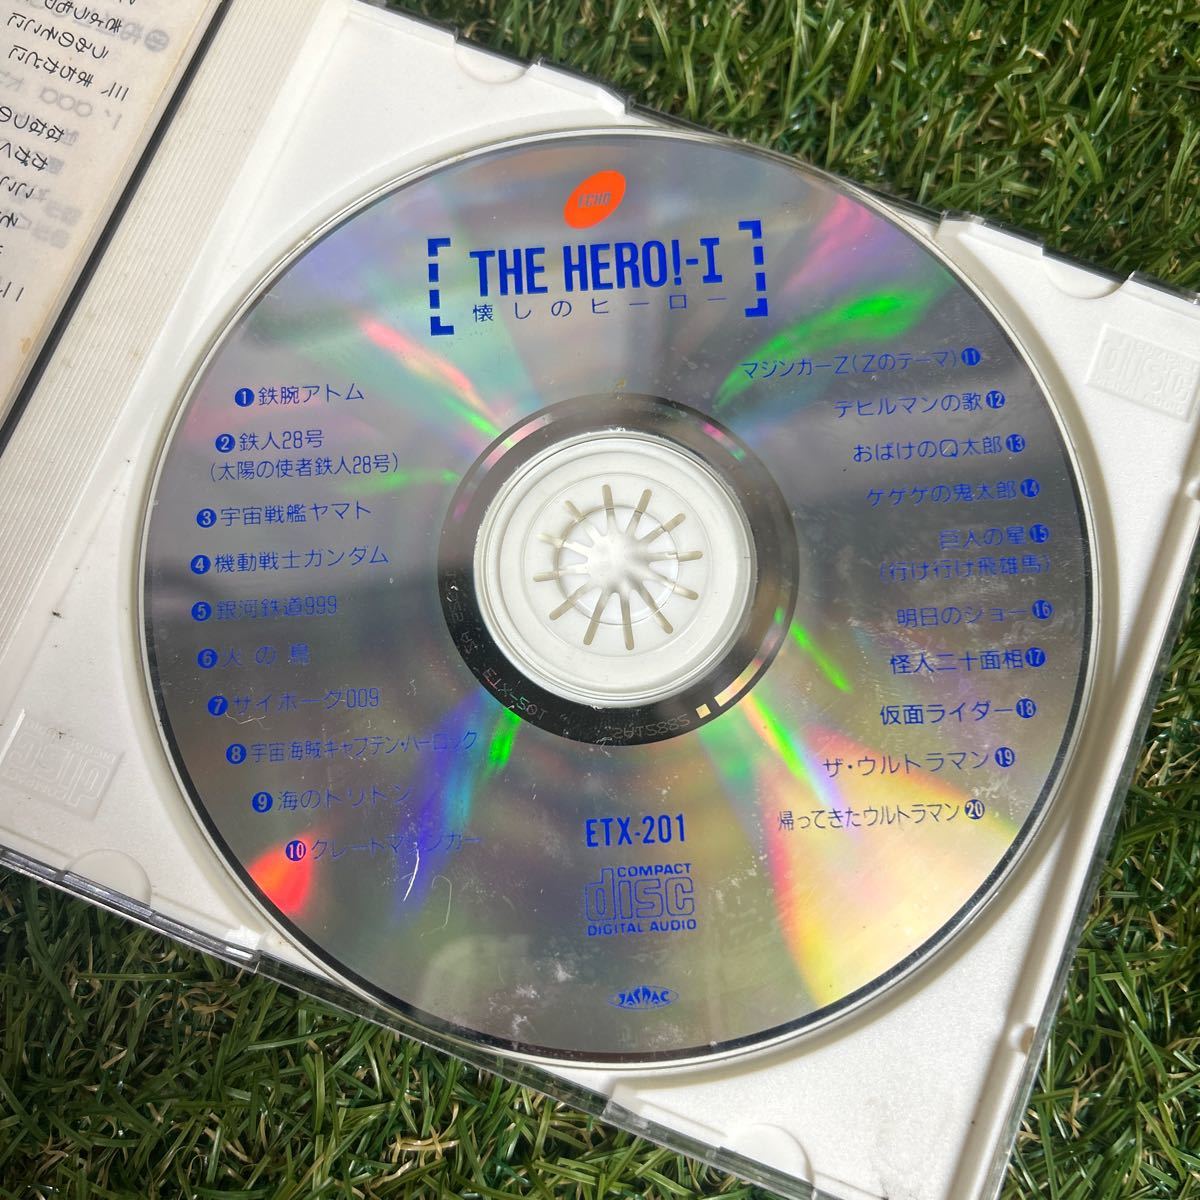 ECHO
THE HERO!-I
懐しのヒーロー
❶鉄腕アトム
❷鉄人28号
(太陽の使者鉄人28号)
❸宇宙戦艦ヤマト
❹機動戦士ガンダム
❺銀河鉄道999
❻火の鳥
❼サイボーグ009
❽宇宙海賊キャプテン・ハーロック
❾海のトリトン
❿グレートマジンガー
マジンガーZ(Zのテーマ)⓫
デビルマンの歌⓬
おばけのQ太郎⓭
ゲゲゲの鬼太郎⓮
巨人の星⓯
(行け行け飛雄馬)
明日のジョー⓰
怪人二十面相⓱
仮面ライダー⓲
ザ・ウルトラマン⓳
帰ってきたウルトラマン⓴
ETX-201
COMPACT
disc
DIGITAL AUDIO
JASRAC